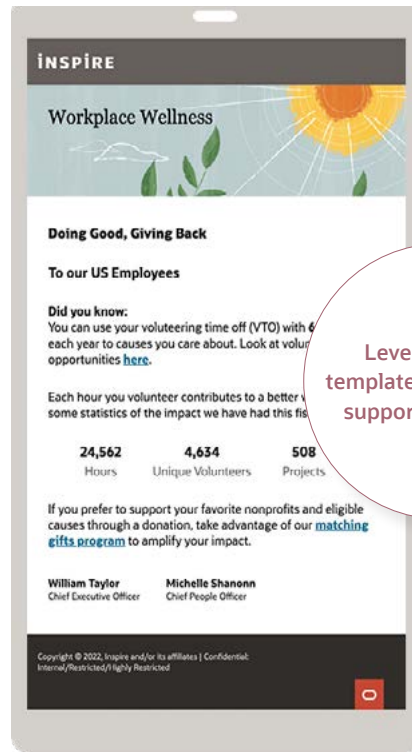 iNSPiRE
Workplace Wellness
Doing Good, Giving Back
To our US Employees
Did you know:
You can use your voluteering time off (VTO) with
each year to causes you care about. Look at
opportunities here.
Each hour you volunteer contributes to a better
some statistics of the impact we have had this
24,562 4,634 508
Hours Unique Volunteers Projects
If you prefer to support your favorite nonprofits and eligible
causes through a donation, take advantage of our matching
gifts program to amplify your impact.
William Taylor Michelle Shanonn
Chief Executive Officer Chief People Officer
Copyright © 2022, Inspire and/or its affiliates | Confidential:
Internal/Restricted/Highly Restricted
Leve
template
suppor